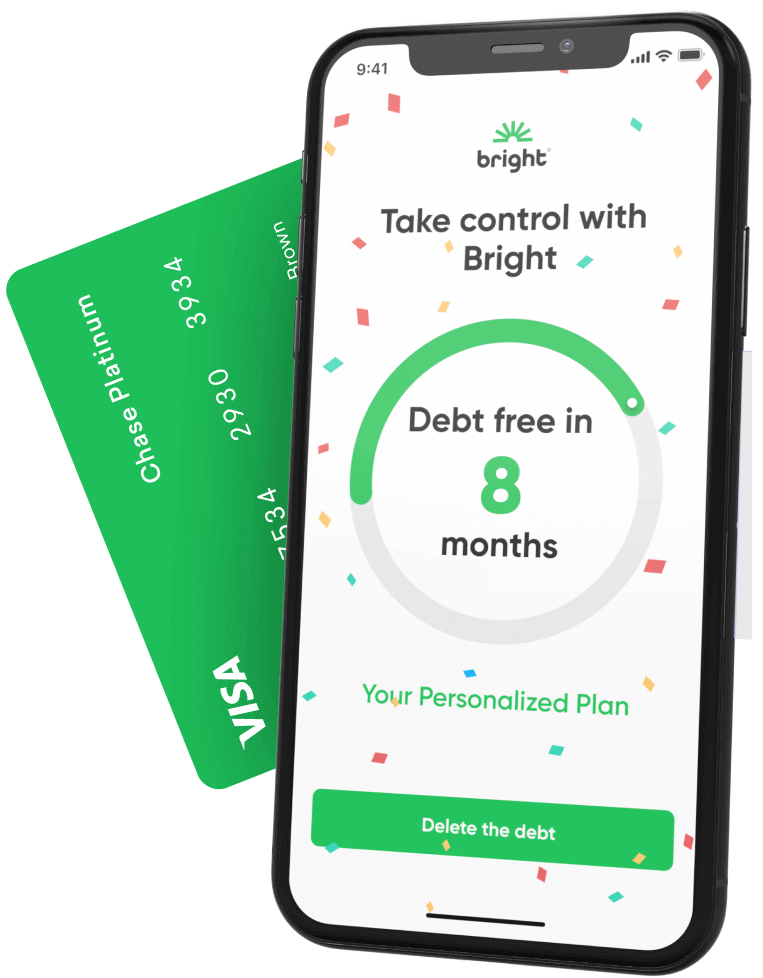 9:41
bright
Take control with
Bright
Debt free in
8
months
Your Personalized Plan
Delete the debt
Chase Platinum
3934
2930
7534
Brown
VISA